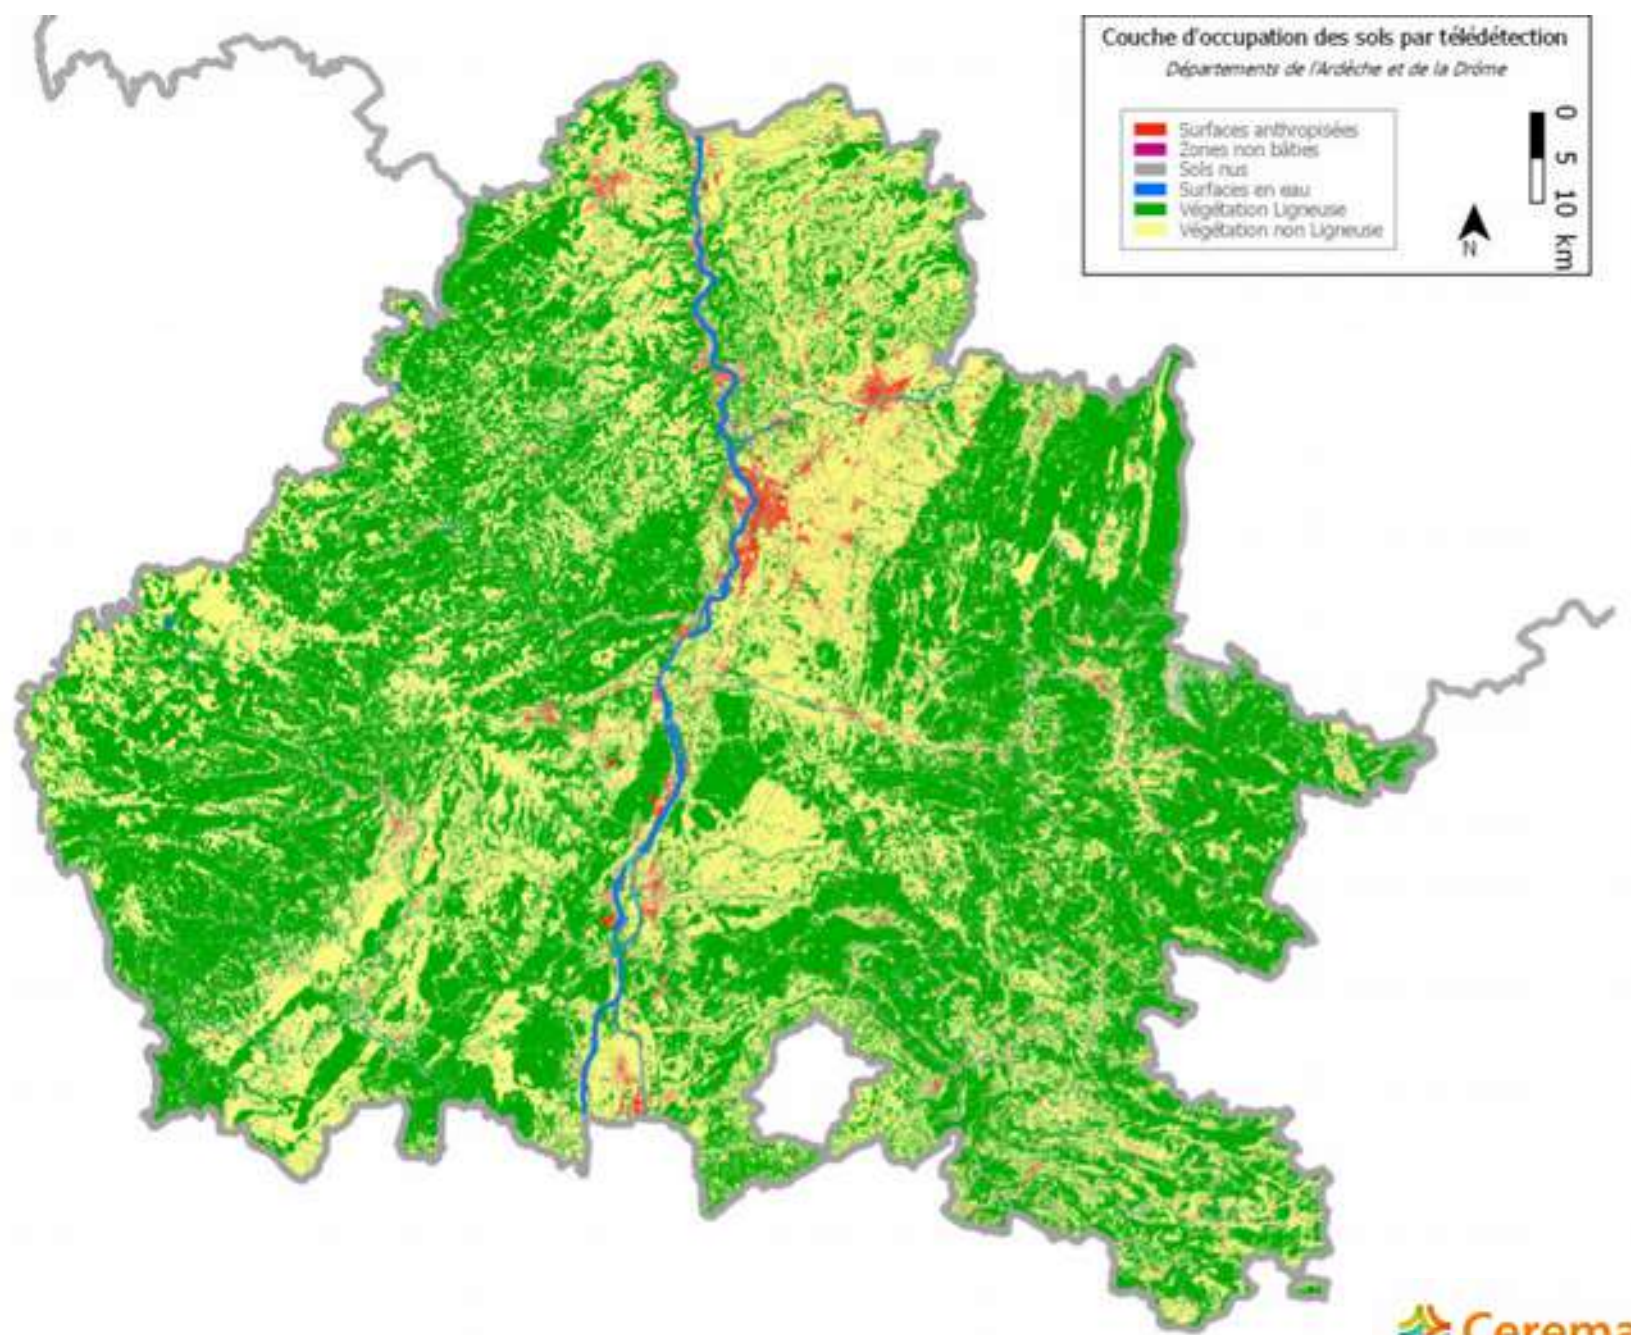 Couche d'occupation des sols par télédétection
Départements de l'Ardèche et de la Drôme
Surfaces anthropisées
Zones non bâties
Sols nus
Surfaces en eau
Végétation Ligneuse
Végétation non Ligneuse
N
0
5
10 km
Cerema